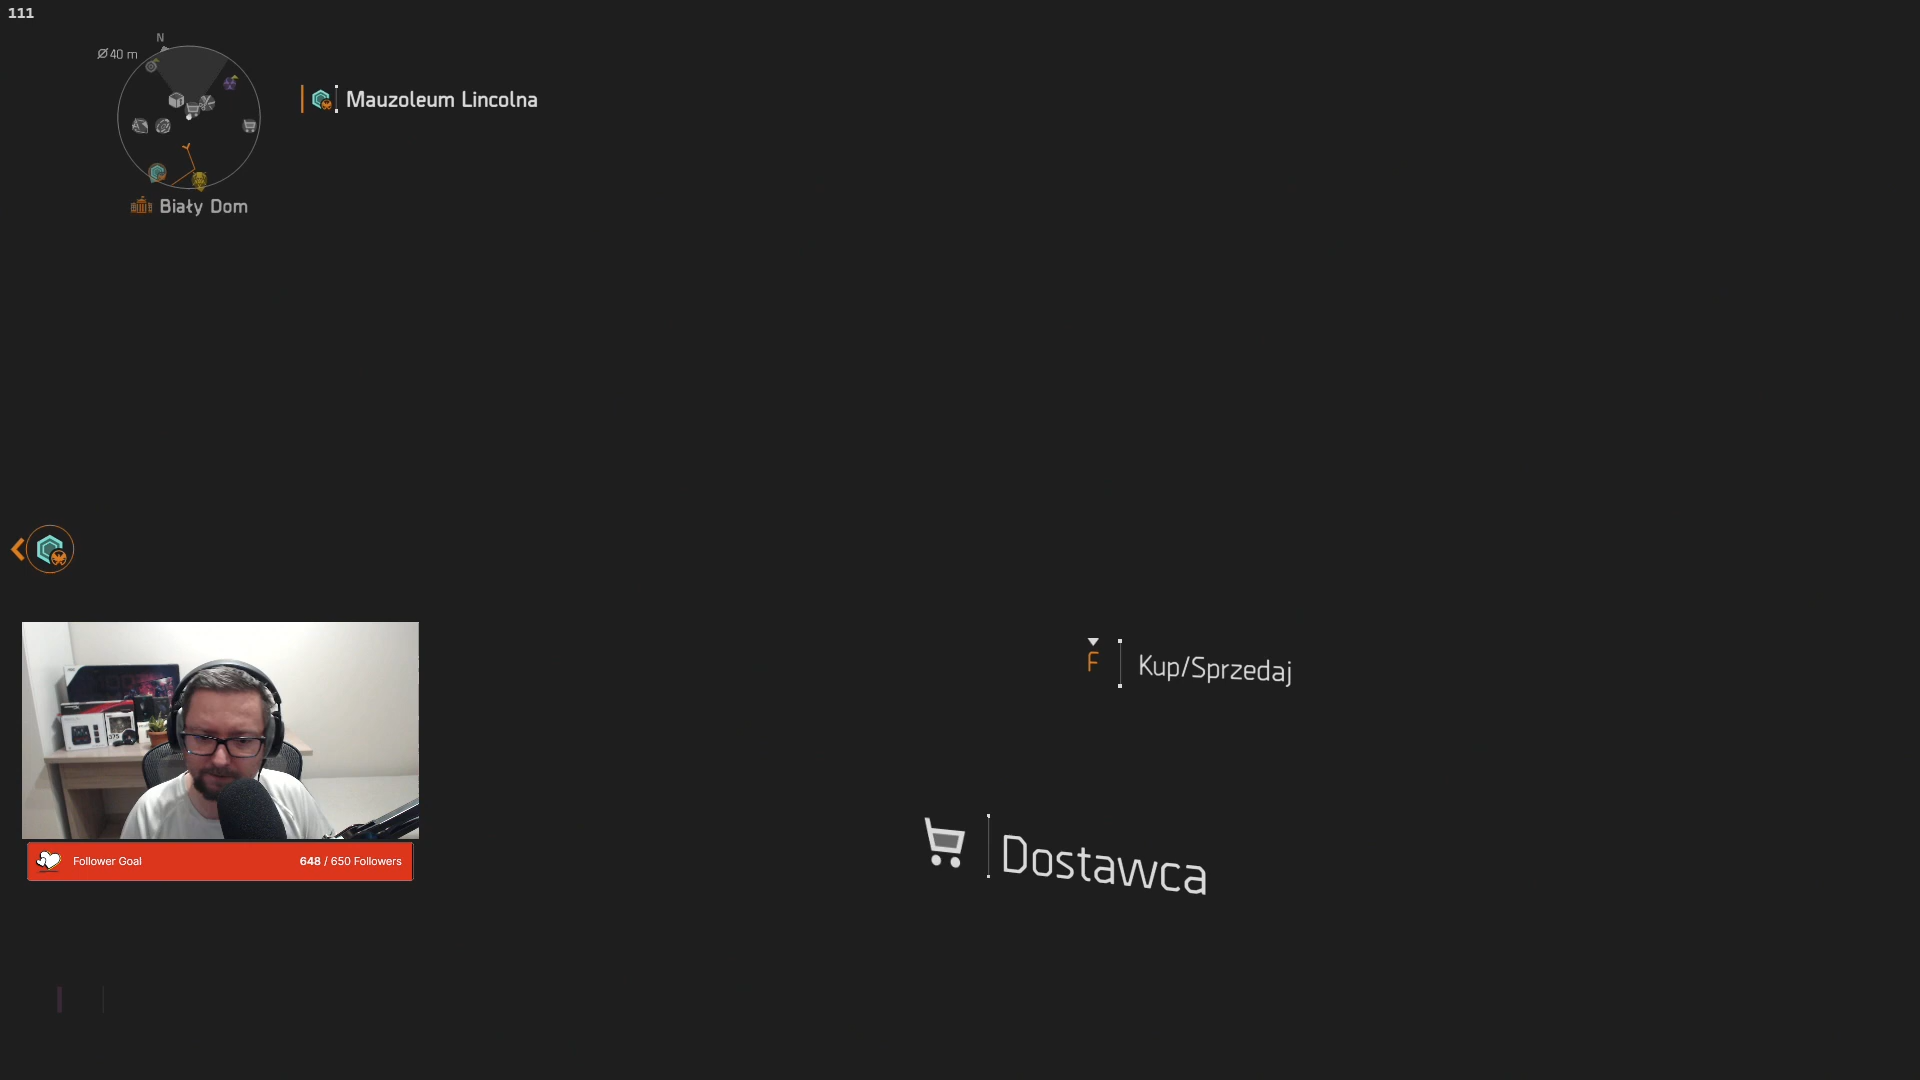 111
N
Ø40 m
Mauzoleum Lincolna
Biały Dom
F
Kup/Sprzedaj
Dostawca
Follower Goal
648 / 650 Followers